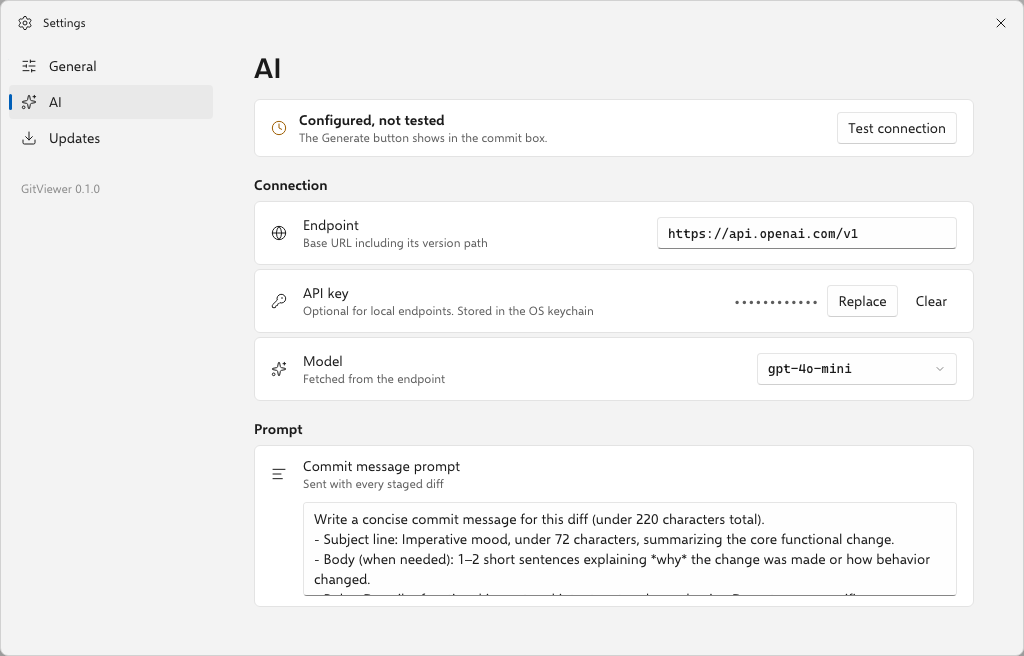 Settings
General
AI
Updates
GitViewer 0.1.0
AI
Configured, not tested
The Generate button shows in the commit box.
Test connection
Connection
Endpoint
Base URL including its version path
https://api.openai.com/v1
API key
Optional for local endpoints. Stored in the OS keychain
••••••••••••
Replace
Clear
Model
Fetched from the endpoint
gpt-4o-mini
Prompt
Commit message prompt
Sent with every staged diff
Write a concise commit message for this diff (under 220 characters total).
- Subject line: Imperative mood, under 72 characters, summarizing the core functional change.
- Body (when needed): 1–2 short sentences explaining *why* the change was made or how behavior
changed.